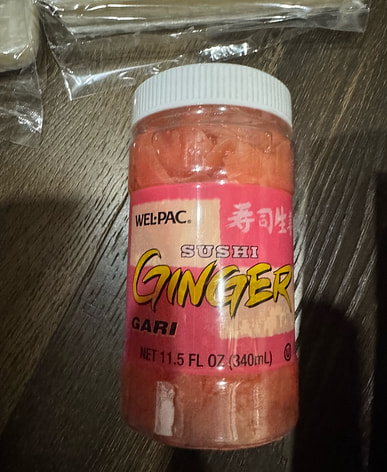 WEL·PAC®
寿司生
SUSHI
GINGER
GARI
NET 11.5 FL OZ (340mL)